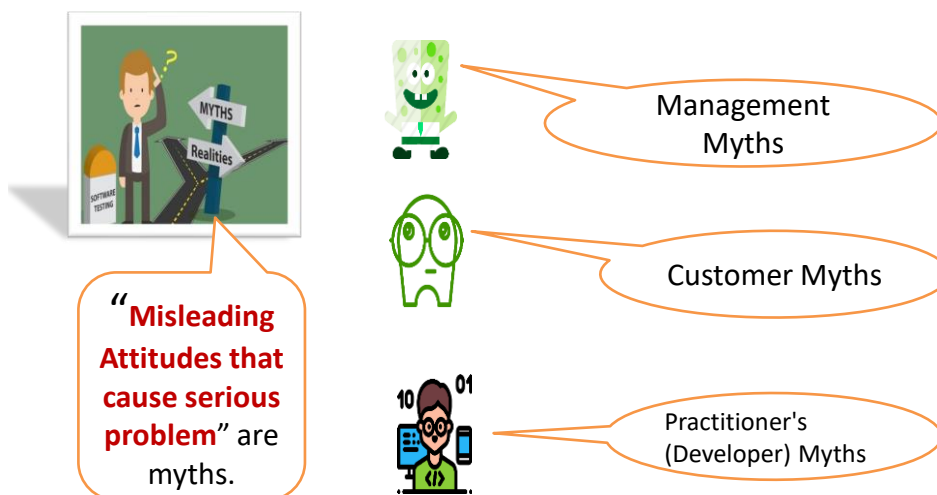 ?
MYTHS
Realities
SOFTWARE
TESTING
“Misleading
Attitudes that
cause serious
problem” are
myths.
Management
Myths
Customer Myths
10 01
</>
Practitioner's
(Developer) Myths